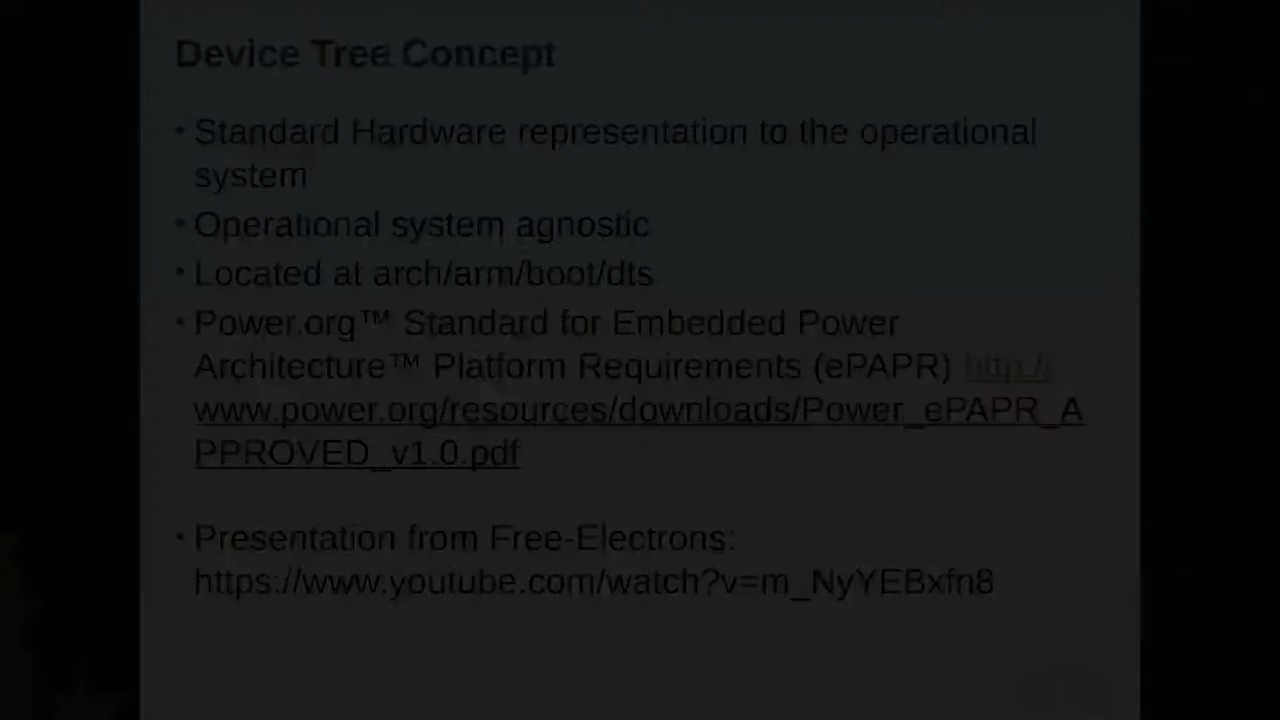 Device Tree Concept
• Standard Hardware representation to the operational
system
• Operational system agnostic
• Located at arch/arm/boot/dts
• Power.org™ Standard for Embedded Power
Architecture™ Platform Requirements (ePAPR) http://
www.power.org/resources/downloads/Power_ePAPR_A
PPROVED_v1.0.pdf
• Presentation from Free-Electrons:
https://www.youtube.com/watch?v=m_NyYEBxfn8